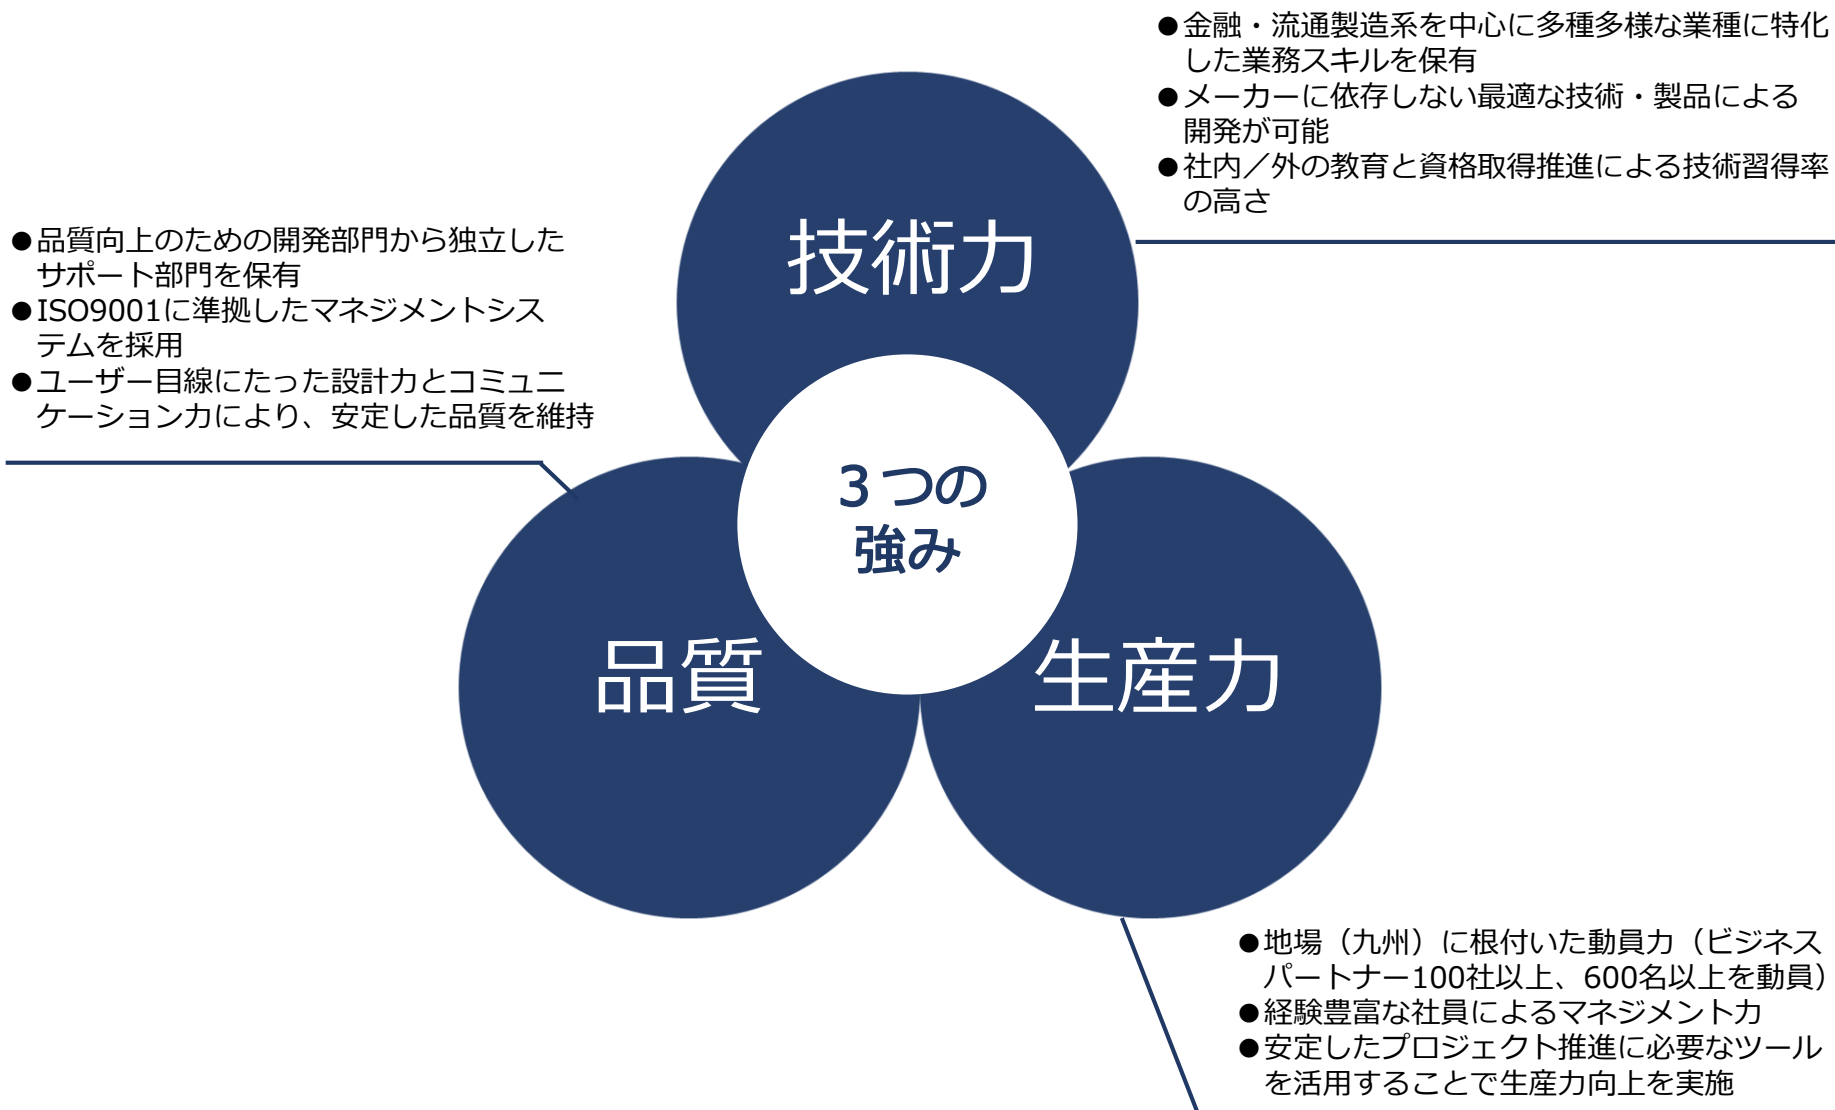 ●金融・流通製造系を中心に多種多様な業種に特化
した業務スキルを保有
●メーカーに依存しない最適な技術・製品による
開発が可能
●社内／外の教育と資格取得推進による技術習得率
の高さ
技術力
●品質向上のための開発部門から独立した
サポート部門を保有
●ISO9001に準拠したマネジメントシス
テムを採用
●ユーザー目線にたった設計力とコミュニ
ケーション力により、安定した品質を維持
３つの
強み
品質
生産力
●地場（九州）に根付いた動員力（ビジネス
パートナー100社以上、600名以上を動員）
●経験豊富な社員によるマネジメント力
●安定したプロジェクト推進に必要なツール
を活用することで生産力向上を実施